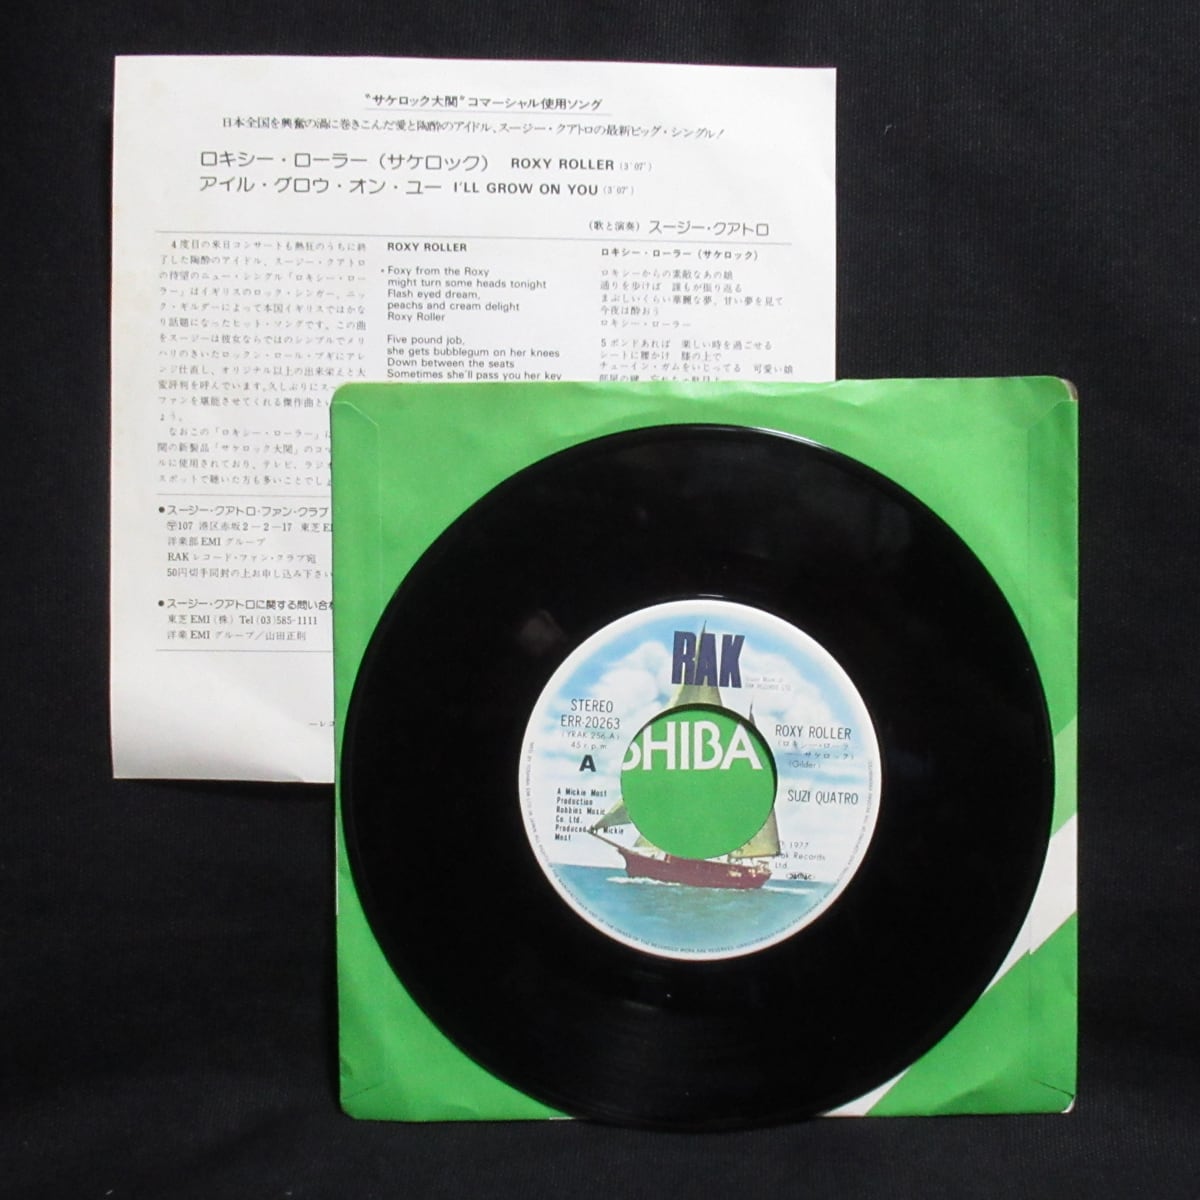 “サケロック大関”コマーシャル使用ソング
日本全国を興奮の渦に巻きこんだ愛と陶酔のアイドル、スージー・クアトロの最新ビッグ・シングル!
ロキシー・ローラー（サケロック） ROXY ROLLER (3'07")
アイル・グロウ・オン・ユー I'LL GROW ON YOU (3'07")
（歌と演奏）スージー・クアトロ
4度目の来日コンサートも熱狂のうちに終
了した陶酔のアイドル、スージー・クアトロ
の待望のニュー・シングル「ロキシー・ロー
ラー」はイギリスのロック・シンガー、ニッ
ク・ギルダーによって本国イギリスではかな
り話題になったヒット・ソングです。この曲
をスージーは彼女ならではのシンプルでメリ
ハリのきいたロックン・ロール・ブギにアレ
ンジ仕直し、オリジナル以上の出来栄えと大
変評判を呼んでいます。久しぶりにスー
ファンを堪能させてくれる傑作曲とい
ょう。
なおこの「ロキシー・ローラー」は
関の新製品「サケロック大関」のコマ
ルに使用されており、テレビ、ラジオ
スポットで聴いた方も多いことでし
●スージー・クアトロ・ファン・クラブ
〒107 港区赤坂2−2−17 東芝EM
洋楽部EMIグループ
RAKレコード・ファン・クラブ宛
50円切手同封の上お申し込み下さい
●スージー・クアトロに関する問い合わ
東芝EMI（株）Tel (03) 585-1111
洋楽EMIグループ／山田正則
ROXY ROLLER
Foxy from the Roxy
might turn some heads tonight
Flash eyed dream,
peachs and cream delight
Roxy Roller
Five pound job,
she gets bubblegum on her knees
Down between the seats
Sometimes she'll pass you her key
ロキシー・ローラー（サケロック）
ロキシーからの素敵なあの娘
通りを歩けば 誰もが振り返る
まぶしいくらい華麗な夢、甘い夢を見て
今夜は酔おう
ロキシー・ローラー
5ポンドあれば 楽しい時を過ごせる
シートに腰かけ 膝の上で
チューイン・ガムをいじってる 可愛い娘
―レコ
RAK
Trade Mark of
RAK RECORDS LTD.
STEREO
ERR-20263
(YRAK 256-A)
45 r.p.m
A
A Mickie Most
Production
Robbins Music
Co. Ltd.
Produced by Mickie
Most
SHIBA
ROXY ROLLER
(ロキシー・ローラ
ー―サケロック)
(Gilder)
SUZI QUATRO
Ⓟ 1977
Rak Records
Ltd.